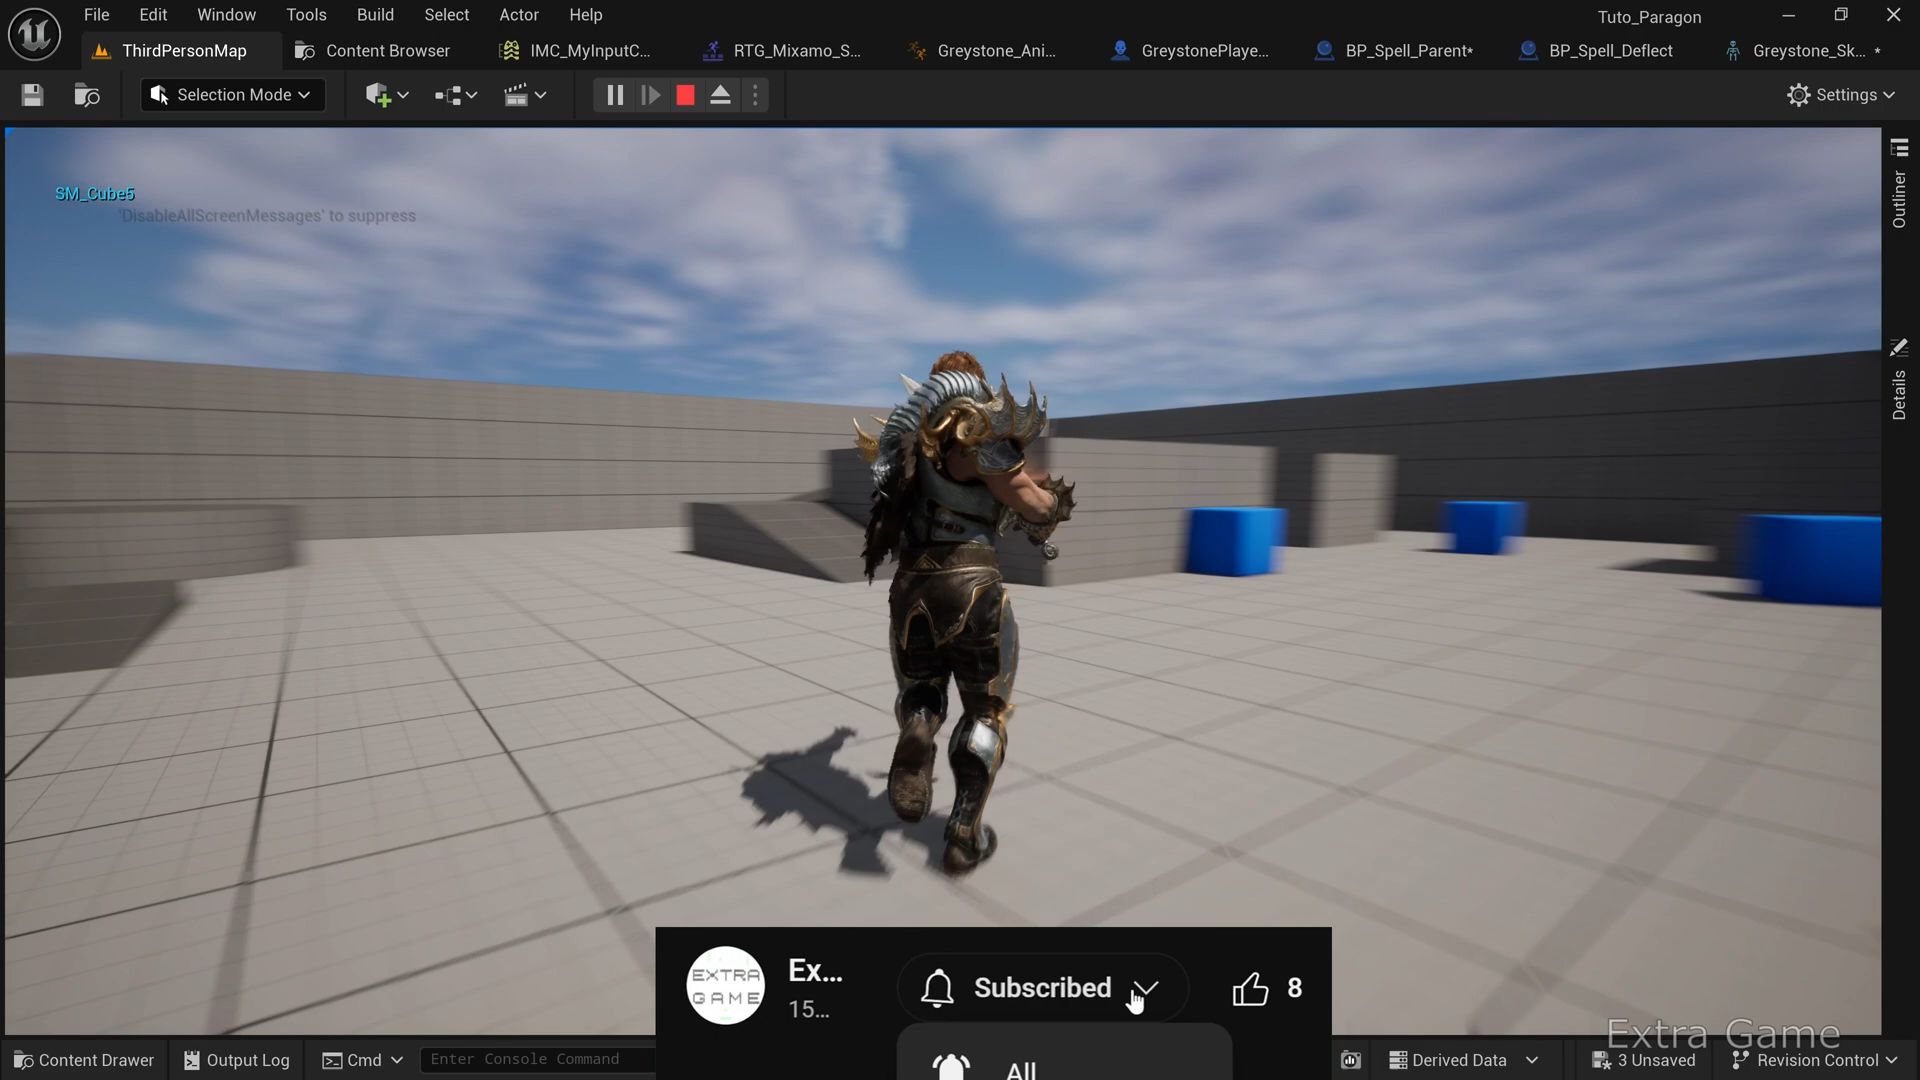 File Edit Window Tools Build Select Actor Help
Tuto_Paragon
ThirdPersonMap
Content Browser
IMC_MyInputC...
RTG_Mixamo_S...
Greystone_Ani...
GreystonePlaye...
BP_Spell_Parent*
BP_Spell_Deflect
Greystone_Sk... *
Selection Mode
Settings
SM_Cube5
'DisableAllScreenMessages' to suppress
Outliner
Details
EXTRA
GAME
Ex...
15...
Subscribed
8
All
Extra Game
Content Drawer
Output Log
Cmd
Enter Console Command
Derived Data
3 Unsaved
Revision Control